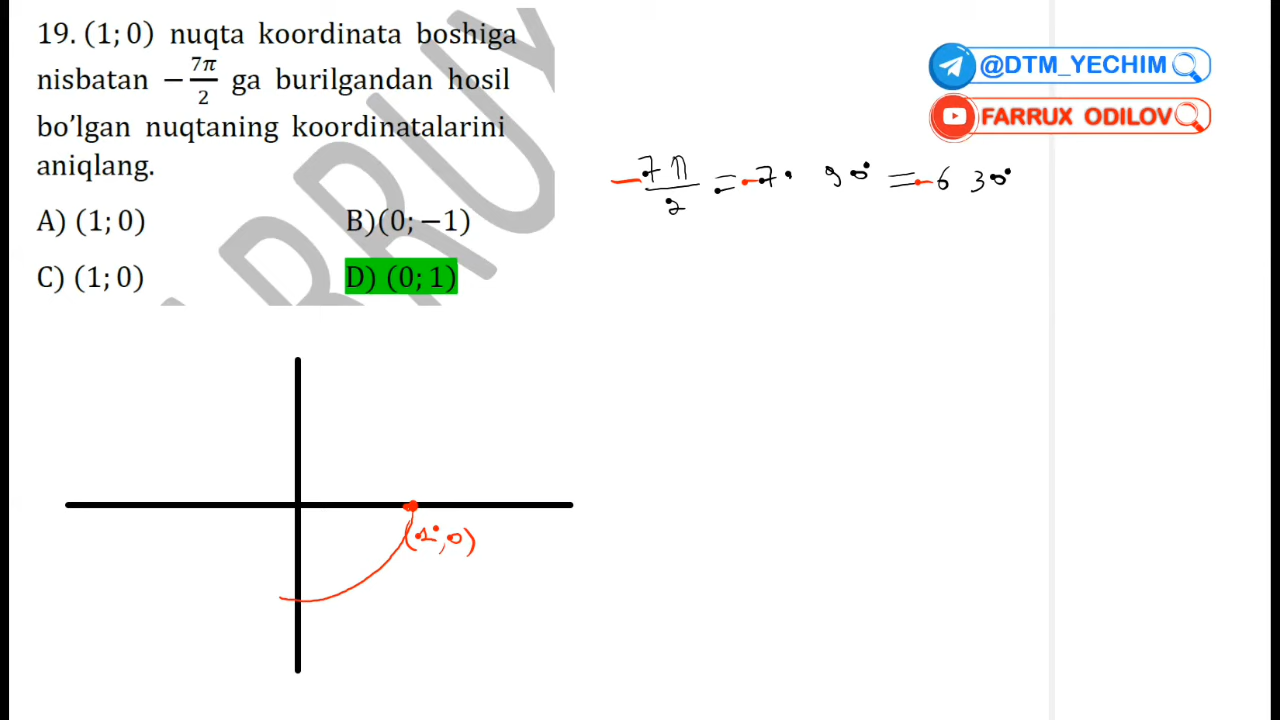 19. (1; 0) nuqta koordinata boshiga
nisbatan −7π/2 ga burilgandan hosil
bo’lgan nuqtaning koordinatalarini
aniqlang.
A) (1; 0) B)(0; −1)
C) (1; 0) D) (0; 1)
@DTM_YECHIM
FARRUX ODILOV
−7π/2 = −7· 90° = −630°
(1; 0)